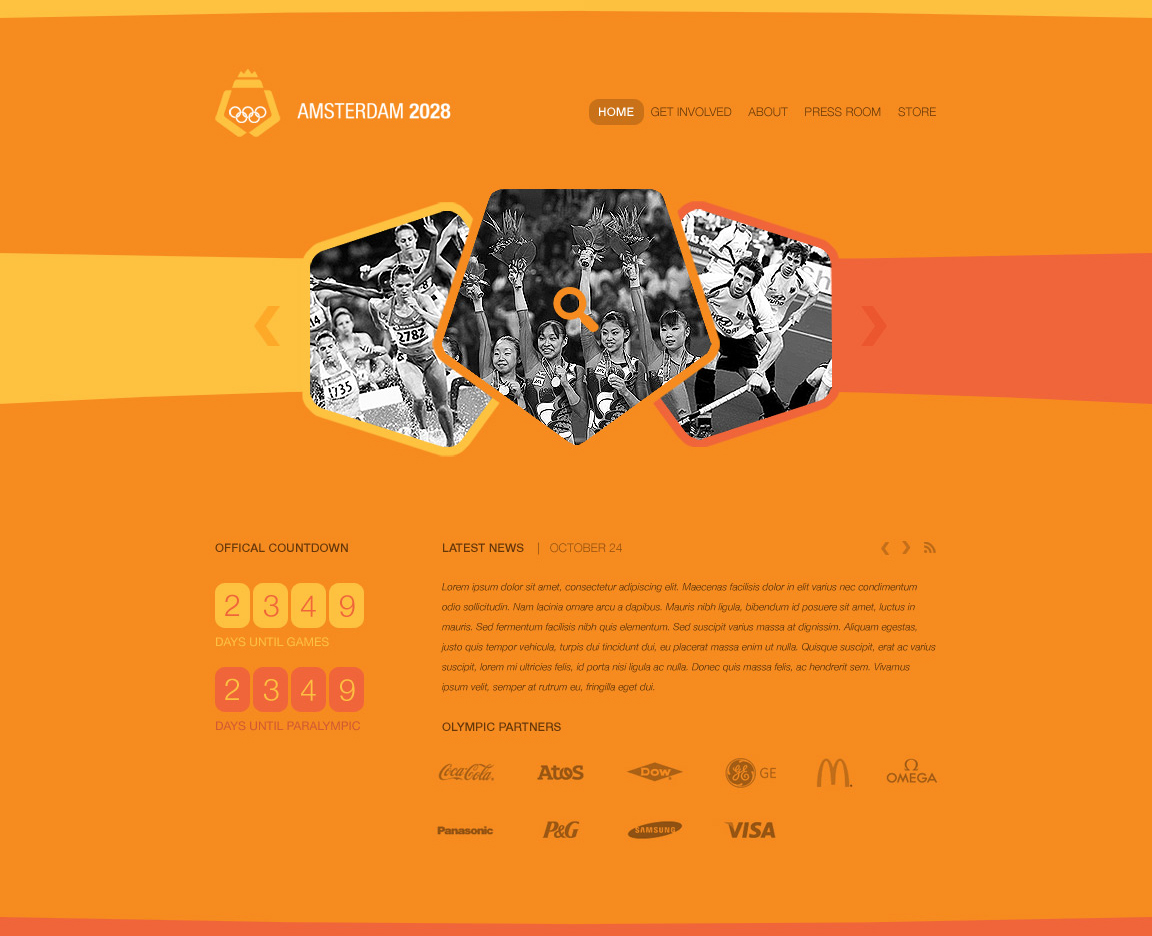 AMSTERDAM 2028
HOME GET INVOLVED ABOUT PRESS ROOM STORE
2782
1735
14
OFFICAL COUNTDOWN
2 3 4 9
DAYS UNTIL GAMES
2 3 4 9
DAYS UNTIL PARALYMPIC
LATEST NEWS | OCTOBER 24
Lorem ipsum dolor sit amet, consectetur adipiscing elit. Maecenas facilisis dolor in elit varius nec condimentum
odio sollicitudin. Nam lacinia ornare arcu a dapibus. Mauris nibh ligula, bibendum id posuere sit amet, luctus in
mauris. Sed fermentum facilisis nibh quis elementum. Sed suscipit varius massa at dignissim. Aliquam egestas,
justo quis tempor vehicula, turpis dui tincidunt dui, eu placerat massa enim ut nulla. Quisque suscipit, erat ac varius
suscipit, lorem mi ultricies felis, id porta nisi ligula ac nulla. Donec quis massa felis, ac hendrerit sem. Vivamus
ipsum velit, semper at rutrum eu, fringilla eget dui.
OLYMPIC PARTNERS
Coca-Cola Atos Dow GE GE M OMEGA
Panasonic P&G SAMSUNG VISA